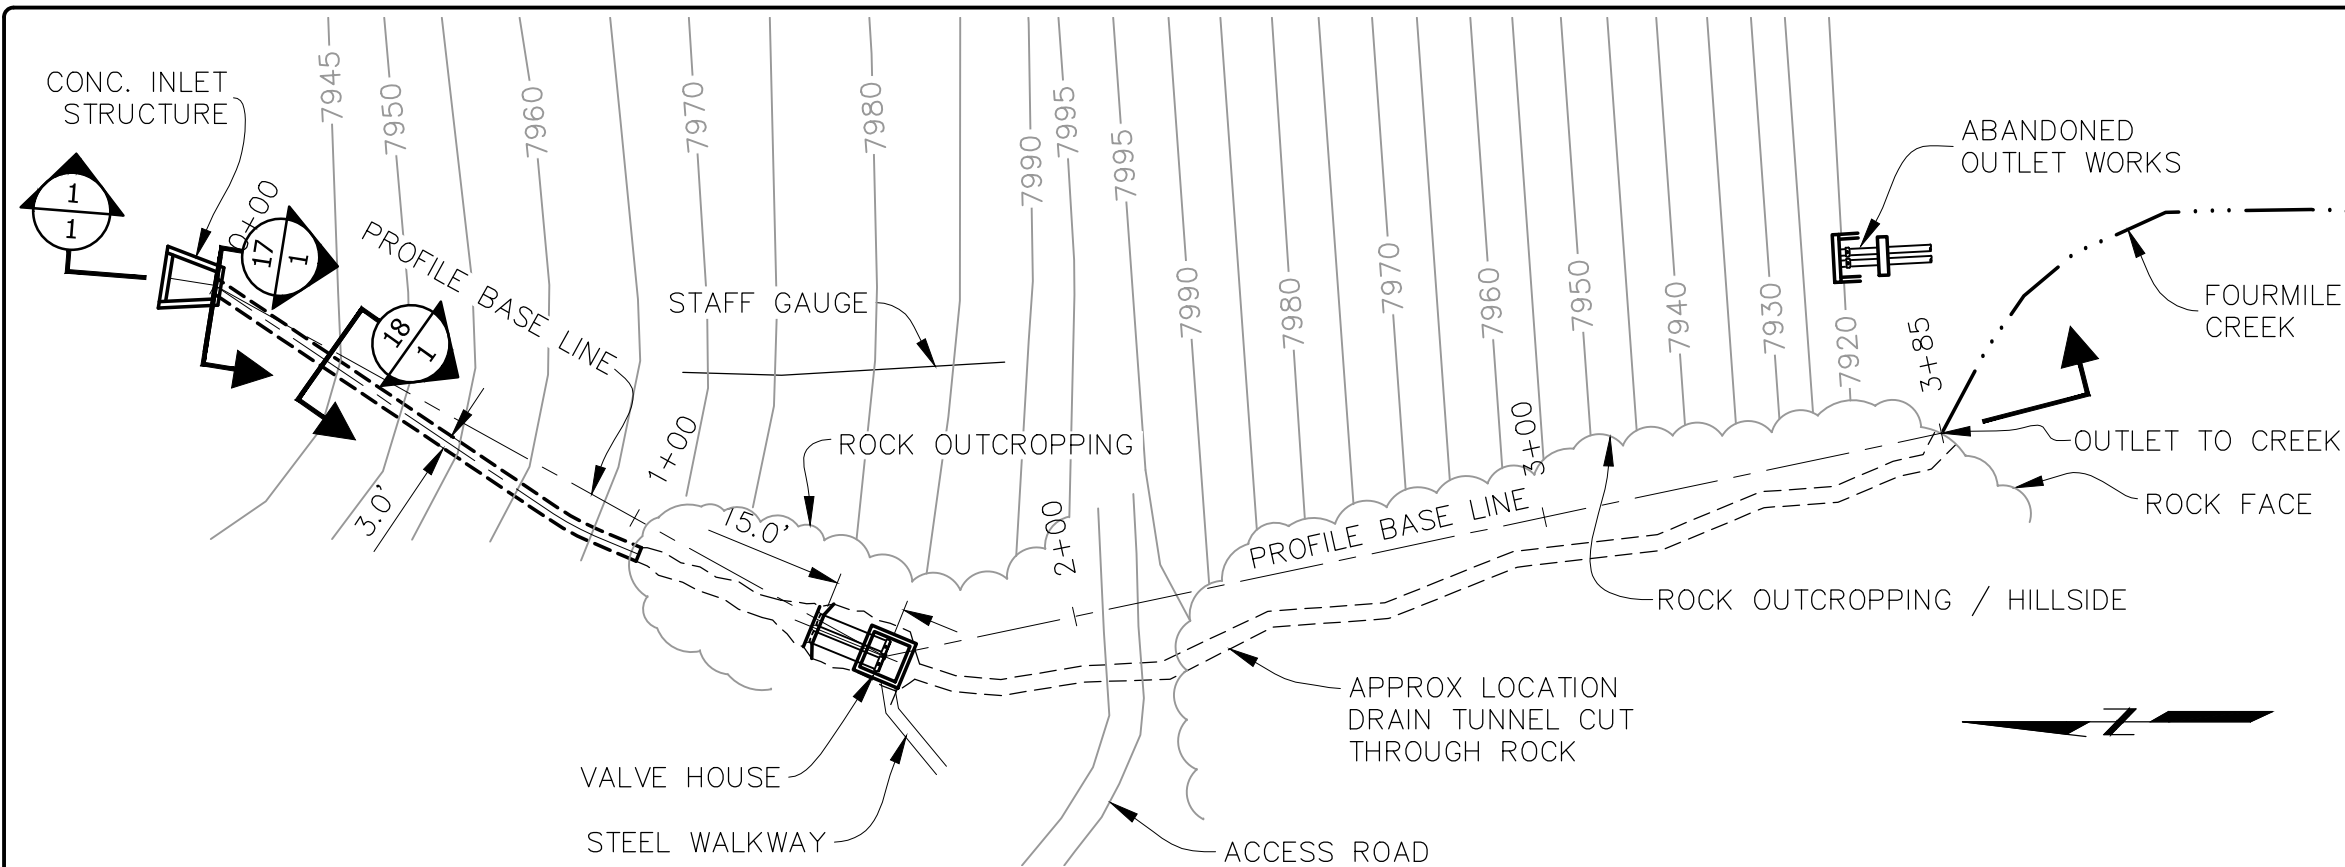 CONC. INLET
STRUCTURE
1
1
0+00
17
1
18
1
PROFILE BASE LINE
7945
7950
7960
7970
7980
7990
7995
7995
7990
7980
7970
7960
7950
7940
7930
7920
STAFF GAUGE
ROCK OUTCROPPING
1+00
3.0'
15.0'
2+00
PROFILE BASE LINE
3+00
3+85
ABANDONED
OUTLET WORKS
FOURMILE
CREEK
OUTLET TO CREEK
ROCK FACE
ROCK OUTCROPPING / HILLSIDE
APPROX LOCATION
DRAIN TUNNEL CUT
THROUGH ROCK
VALVE HOUSE
STEEL WALKWAY
ACCESS ROAD
Z